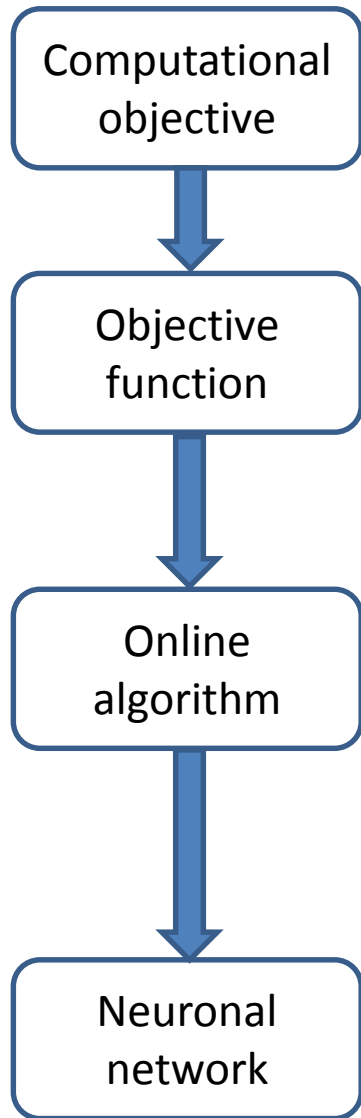 Computational
objective
Objective
function
Online
algorithm
Neuronal
network